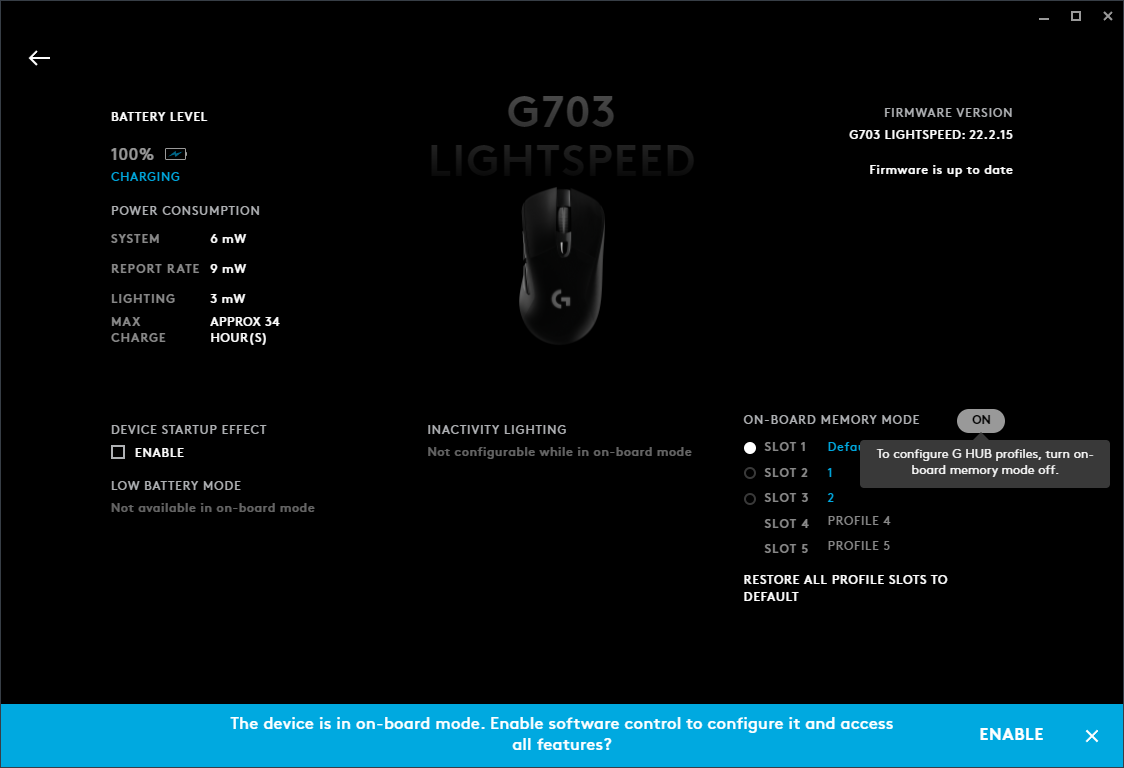 BATTERY LEVEL
100%
CHARGING
POWER CONSUMPTION
SYSTEM 6 mW
REPORT RATE 9 mW
LIGHTING 3 mW
MAX CHARGE APPROX 34 HOUR(S)
G703
LIGHTSPEED
FIRMWARE VERSION
G703 LIGHTSPEED: 22.2.15
Firmware is up to date
DEVICE STARTUP EFFECT
ENABLE
LOW BATTERY MODE
Not available in on-board mode
INACTIVITY LIGHTING
Not configurable while in on-board mode
ON-BOARD MEMORY MODE ON
To configure G HUB profiles, turn on-
board memory mode off.
SLOT 1
SLOT 2 1
SLOT 3 2
SLOT 4 PROFILE 4
SLOT 5 PROFILE 5
RESTORE ALL PROFILE SLOTS TO
DEFAULT
The device is in on-board mode. Enable software control to configure it and access
all features?
ENABLE